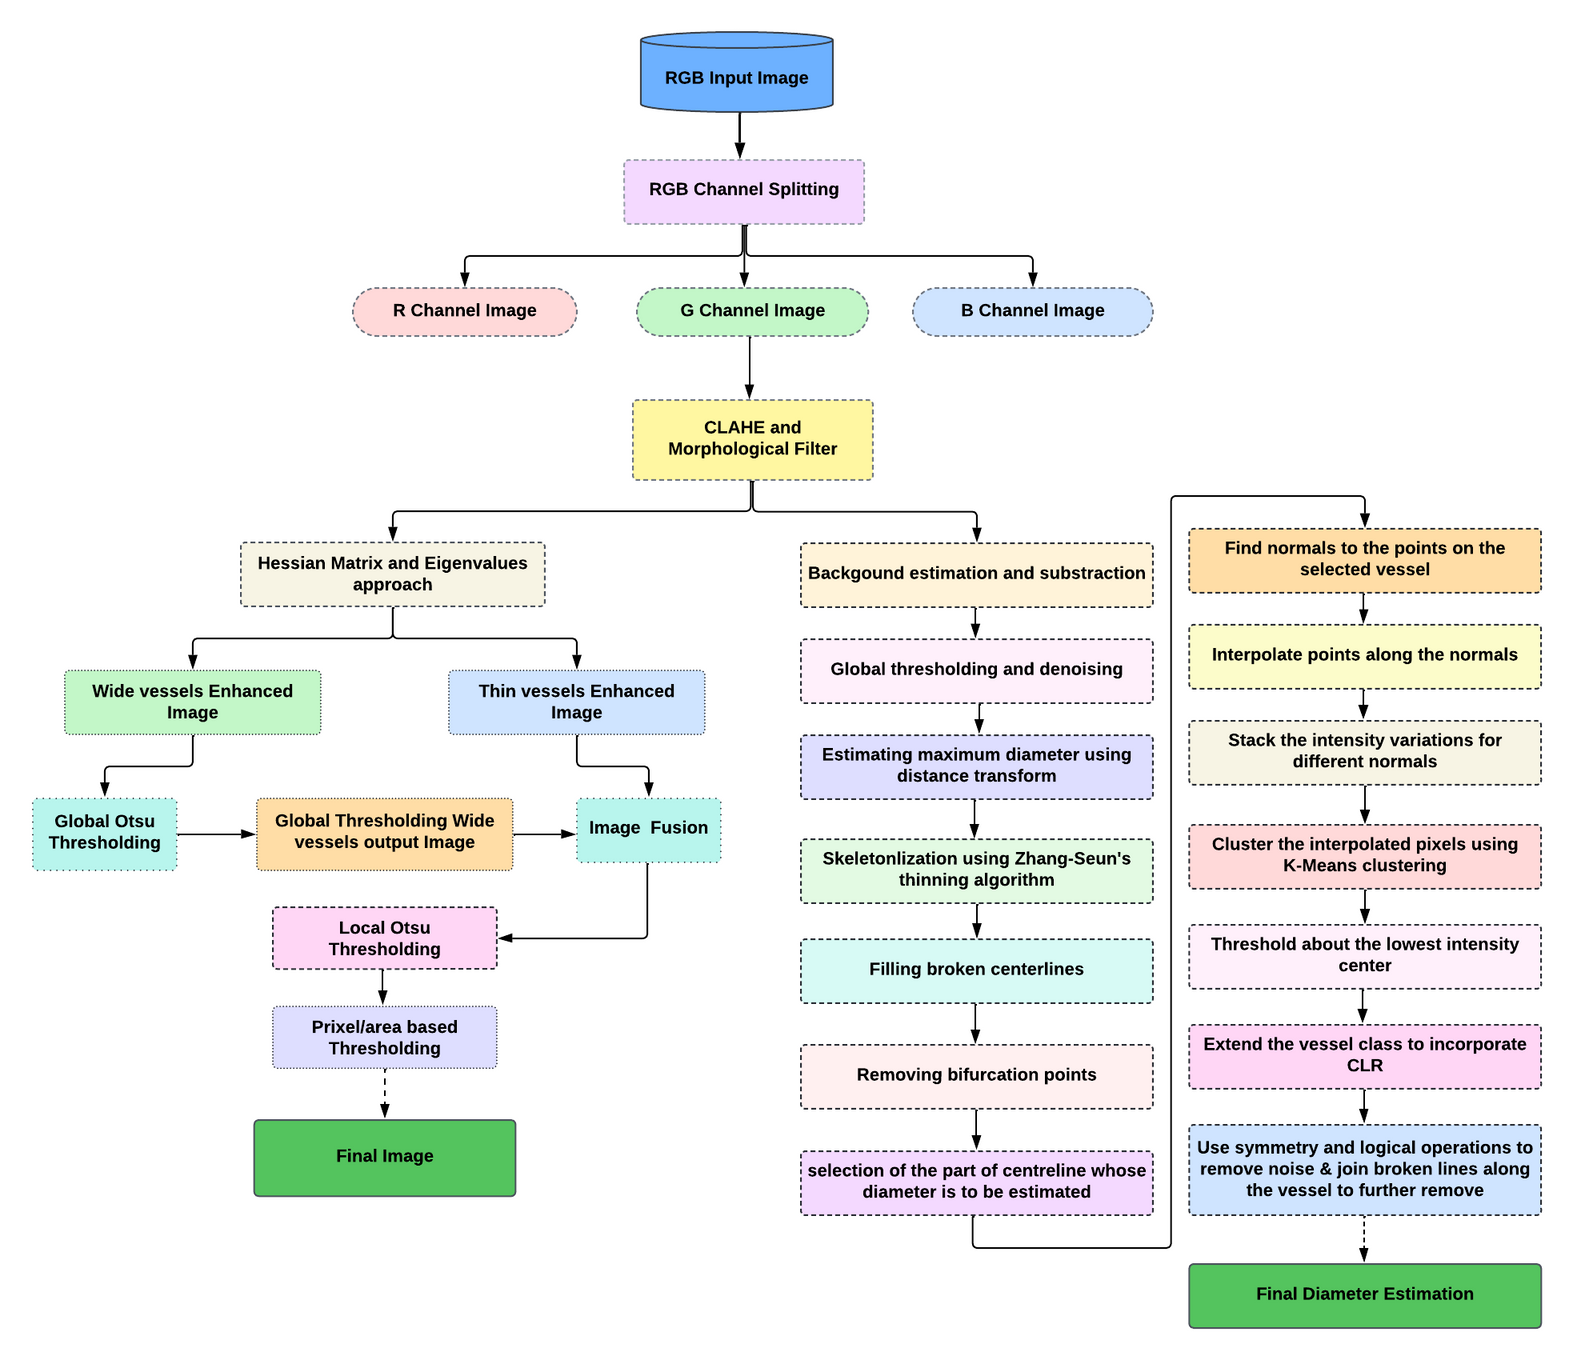 RGB Input Image
RGB Channel Splitting
R Channel Image
G Channel Image
B Channel Image
CLAHE and
Morphological Filter
Hessian Matrix and Eigenvalues
approach
Wide vessels Enhanced
Image
Thin vessels Enhanced
Image
Global Otsu
Thresholding
Global Thresholding Wide
vessels output Image
Image Fusion
Local Otsu
Thresholding
Prixel/area based
Thresholding
Final Image
Backgound estimation and substraction
Global thresholding and denoising
Estimating maximum diameter using
distance transform
Skeletonlization using Zhang-Seun's
thinning algorithm
Filling broken centerlines
Removing bifurcation points
selection of the part of centreline whose
diameter is to be estimated
Find normals to the points on the
selected vessel
Interpolate points along the normals
Stack the intensity variations for
different normals
Cluster the interpolated pixels using
K-Means clustering
Threshold about the lowest intensity
center
Extend the vessel class to incorporate
CLR
Use symmetry and logical operations to
remove noise & join broken lines along
the vessel to further remove
Final Diameter Estimation